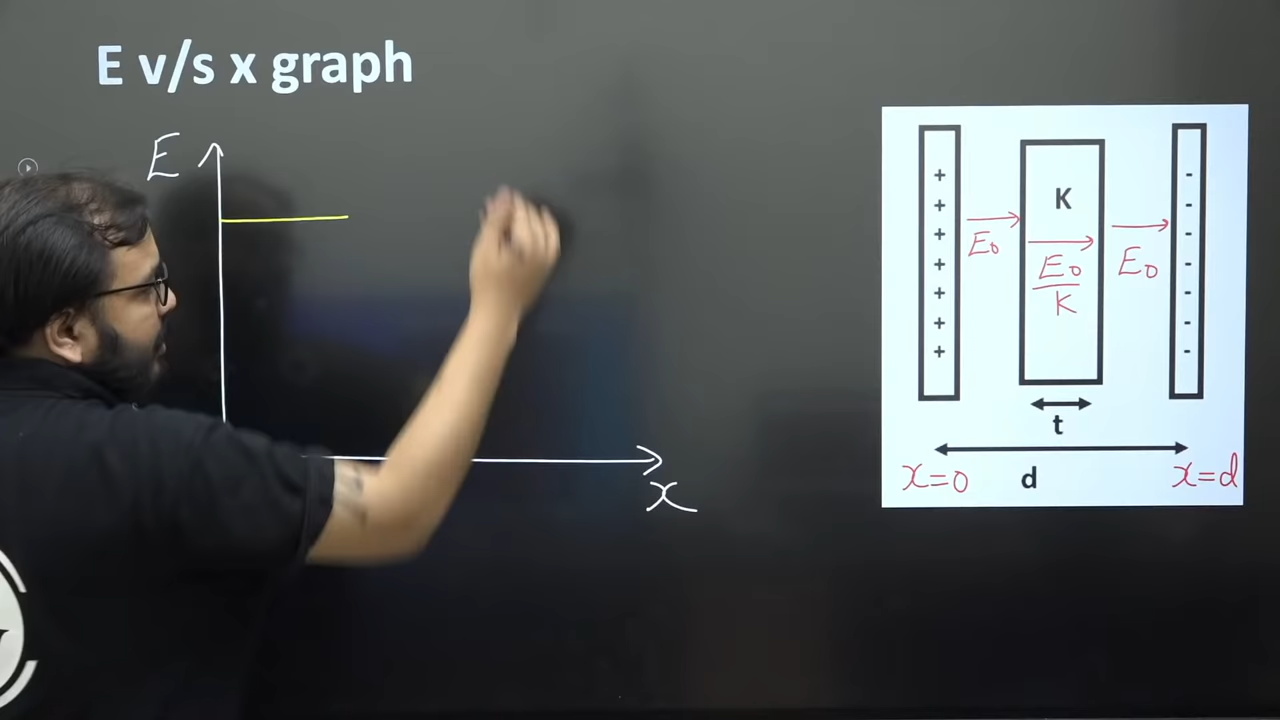 E v/s x graph
E
x
K
E₀
E₀/K
E₀
+
+
+
+
+
+
+
-
-
-
-
-
-
-
t
d
x=0
x=d